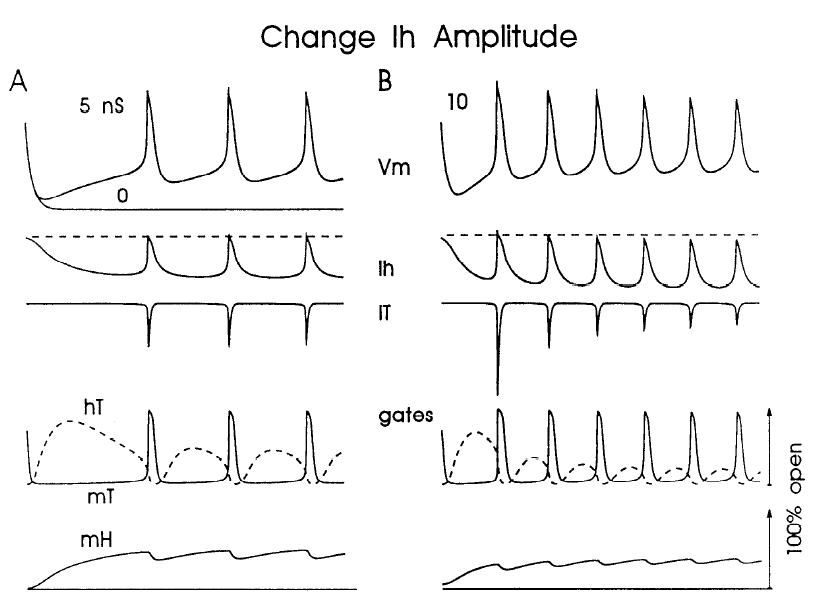 Change Ih Amplitude
A
B
5 nS
10
Vm
0
Ih
IT
hT
gates
mT
mH
100% open